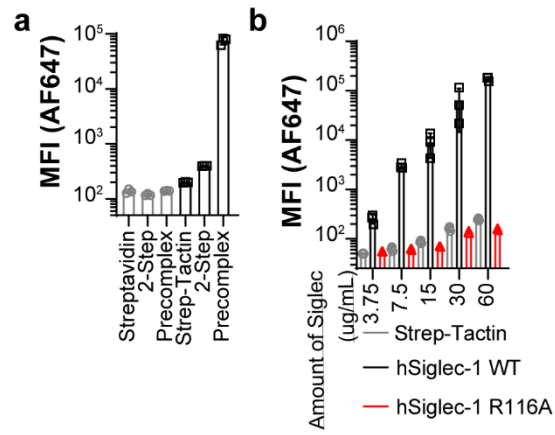 a
MFI (AF647)
10^5
10^4
10^3
10^2
Streptavidin
2-Step
Precomplex
Strep-Tactin
2-Step
Precomplex
b
MFI (AF647)
10^6
10^5
10^4
10^3
10^2
Amount of Siglec
(ug/mL)
3.75
7.5
15
30
60
Strep-Tactin
hSiglec-1 WT
hSiglec-1 R116A